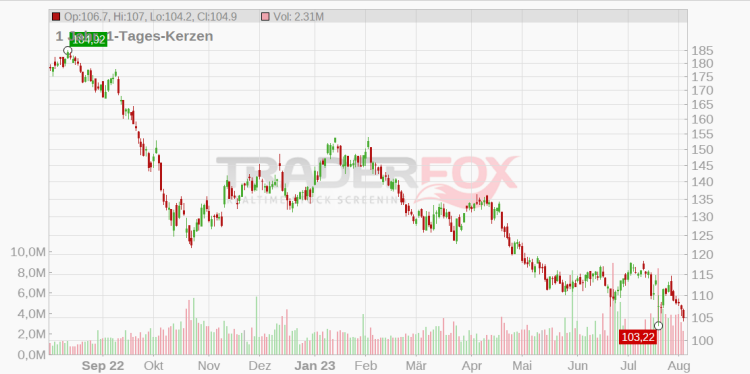 Op:106.7, Hi:107, Lo:104.2, Cl:104.9 Vol: 2.31M
1 1-Tages-Kerzen
184,92
185
180
175
170
165
160
155
150
145
140
135
130
125
120
115
110
105
100
10,0M
8,0M
6,0M
4,0M
2,0M
0,0M
TRADERFOX
103,22
Sep 22 Okt Nov Dez Jan 23 Feb Mär Apr Mai Jun Jul Aug